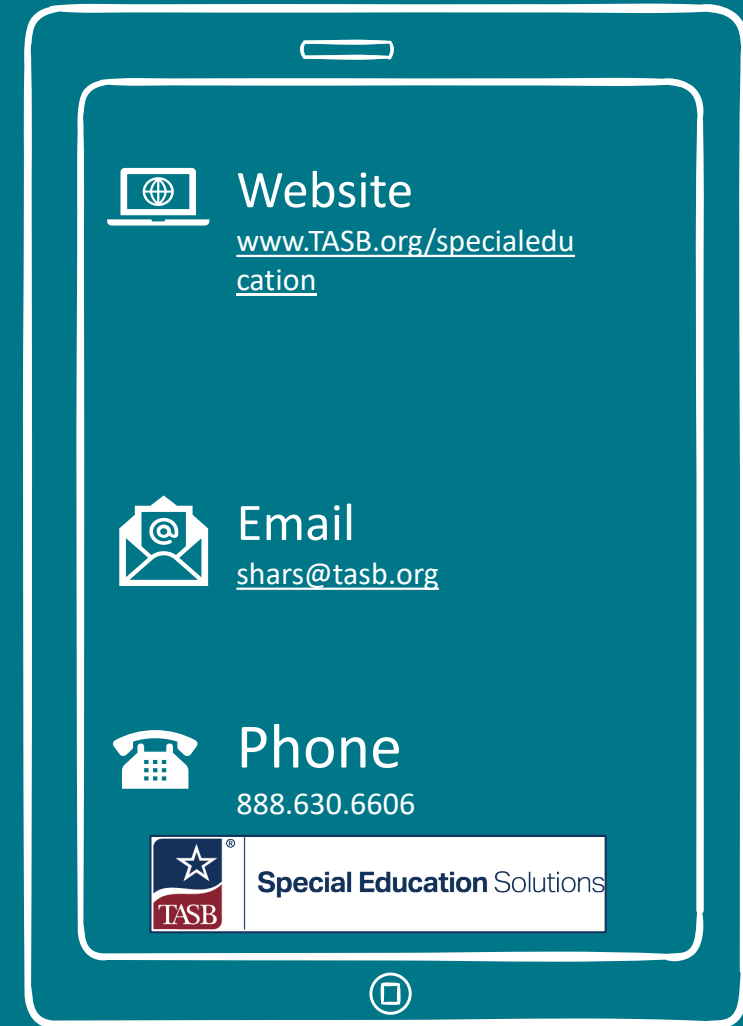 Website
www.TASB.org/specialedu
cation
@
Email
shars@tasb.org
Phone
888.630.6606
®
TASB
Special Education Solutions